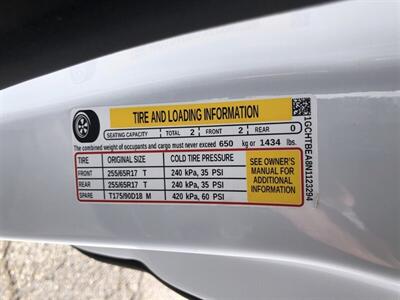 TIRE AND LOADING INFORMATION
SEATING CAPACITY TOTAL 2 FRONT 2 REAR 0
The combined weight of occupants and cargo must never exceed 650 kg or 1434 lbs.
TIRE ORIGINAL SIZE COLD TIRE PRESSURE
FRONT 255/65R17 T 240 kPa, 35 PSI
REAR 255/65R17 T 240 kPa, 35 PSI
SPARE T175/90D18 M 420 kPa, 60 PSI
SEE OWNER'S
MANUAL FOR
ADDITIONAL
INFORMATION
1GCHTBEA8N1123294